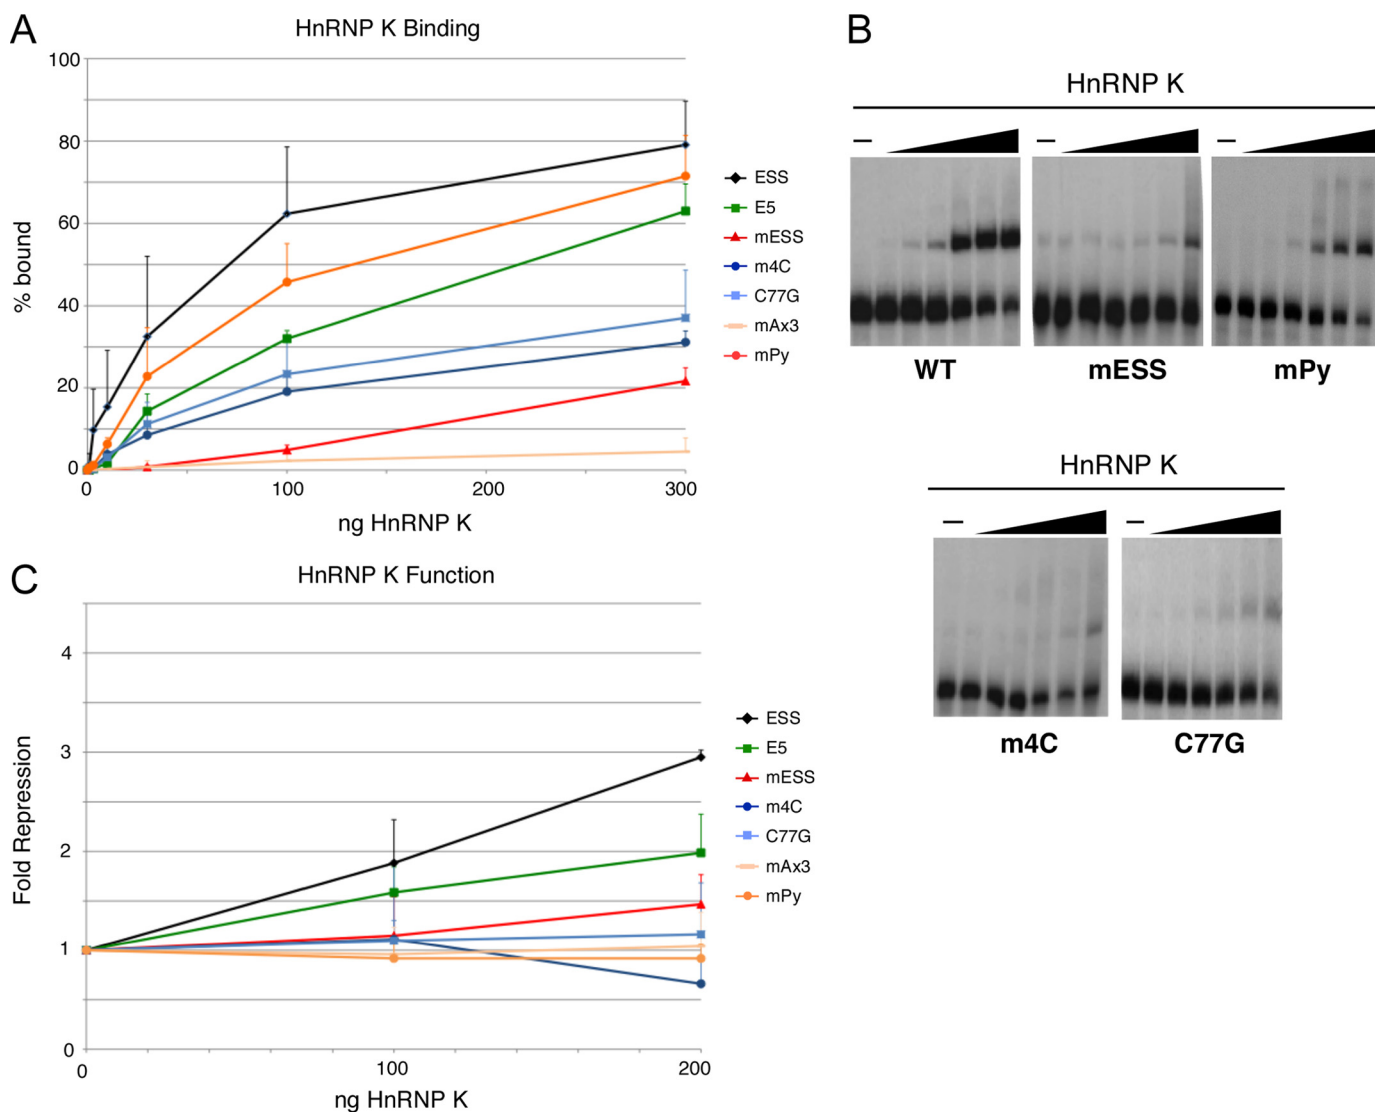 A
HnRNP K Binding
100
80
60
40
20
0
% bound
0
100
200
300
ng HnRNP K
ESS
E5
mESS
m4C
C77G
mAx3
mPy
B
HnRNP K
–
–
–
WT
mESS
mPy
HnRNP K
–
–
m4C
C77G
C
HnRNP K Function
4
3
2
1
0
Fold Repression
0
100
200
ng HnRNP K
ESS
E5
mESS
m4C
C77G
mAx3
mPy